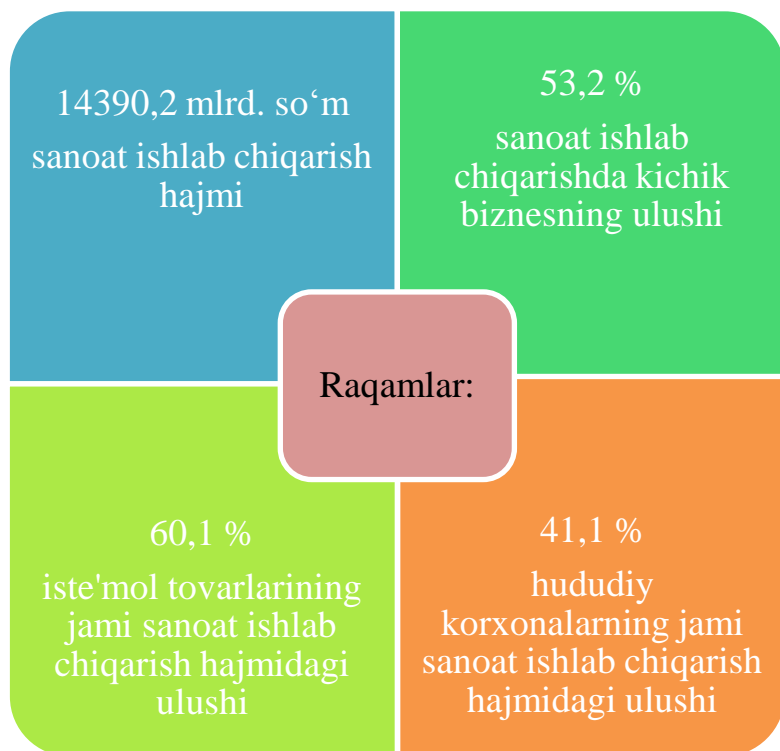 14390,2 mlrd. so‘m
sanoat ishlab chiqarish
hajmi
53,2 %
sanoat ishlab
chiqarishda kichik
biznesning ulushi
Raqamlar:
60,1 %
iste'mol tovarlarining
jami sanoat ishlab
chiqarish hajmidagi
ulushi
41,1 %
hududiy
korxonalarning jami
sanoat ishlab chiqarish
hajmidagi ulushi